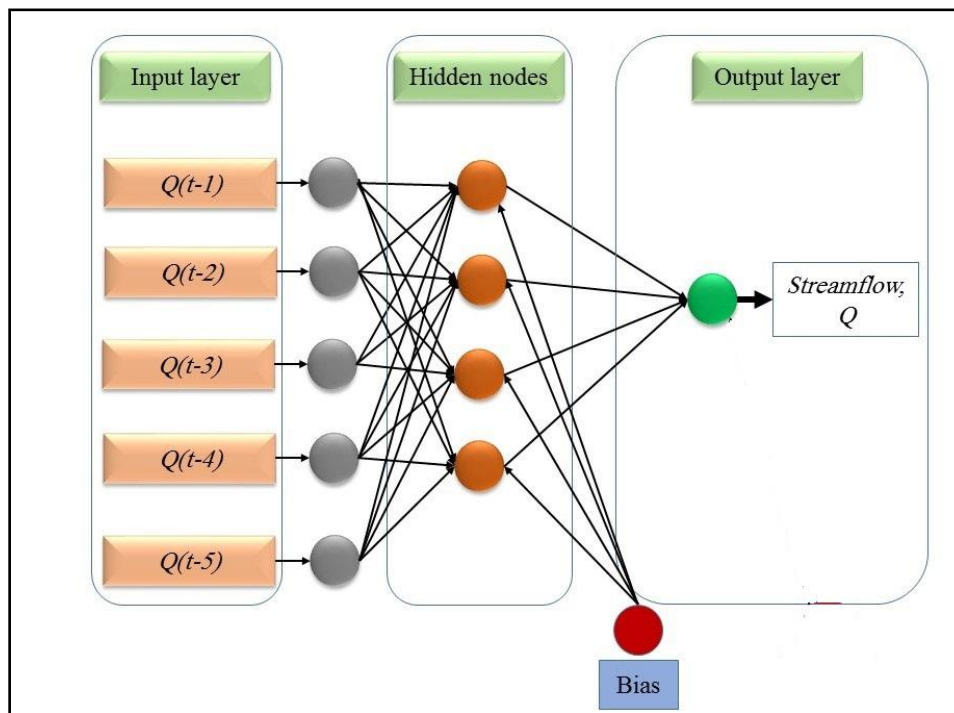 Input layer
Hidden nodes
Output layer
Q(t-1)
Q(t-2)
Q(t-3)
Q(t-4)
Q(t-5)
Streamflow,
Q
Bias